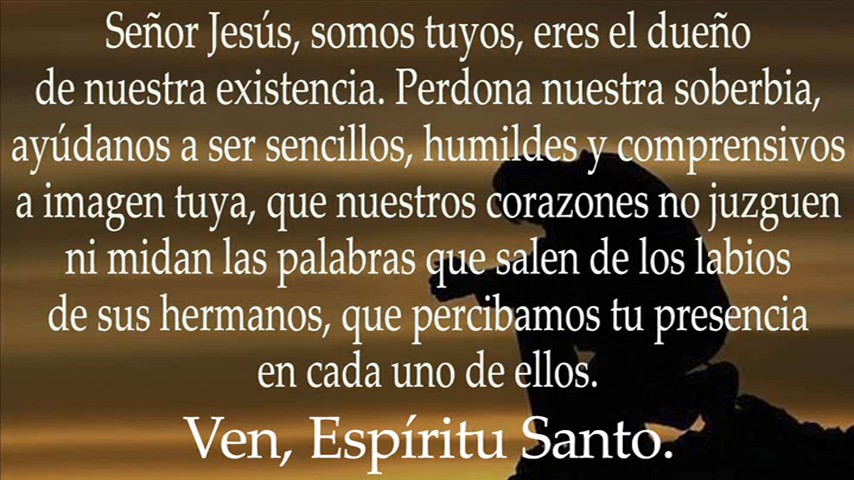 Señor Jesús, somos tuyos, eres el dueño
de nuestra existencia. Perdona nuestra soberbia,
ayúdanos a ser sencillos, humildes y comprensivos
a imagen tuya, que nuestros corazones no juzguen
ni midan las palabras que salen de los labios
de sus hermanos, que percibamos tu presencia
en cada uno de ellos.
Ven, Espíritu Santo.